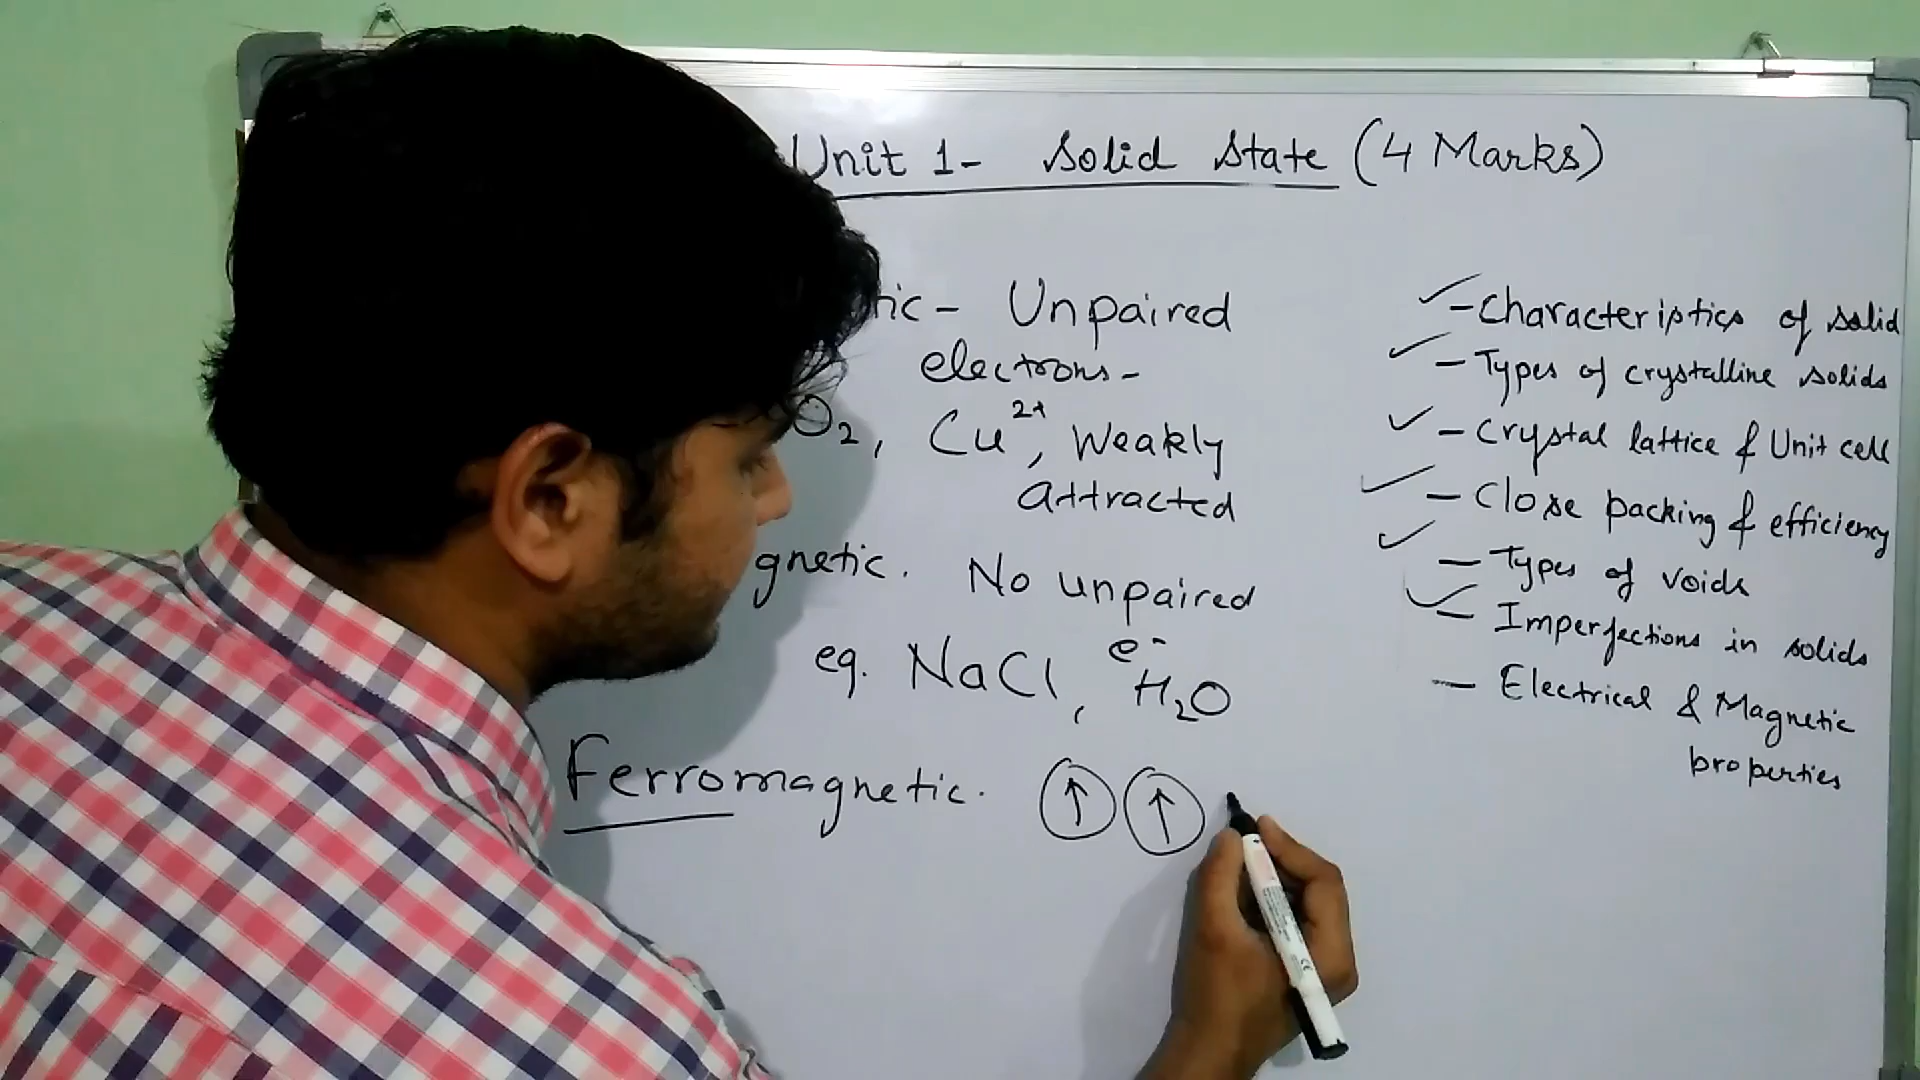 Unit 1- Solid State (4 Marks)
ic- Unpaired
electrons-
O2, Cu2+, Weakly
attracted
gnetic. No unpaired
e-
eg. NaCl, H2O
Ferromagnetic.
- Characteristics of solid
- Types of crystalline solids
- Crystal lattice & Unit cell
- Close packing & efficiency
- Types of voids
- Imperfections in solids
- Electrical & Magnetic
properties